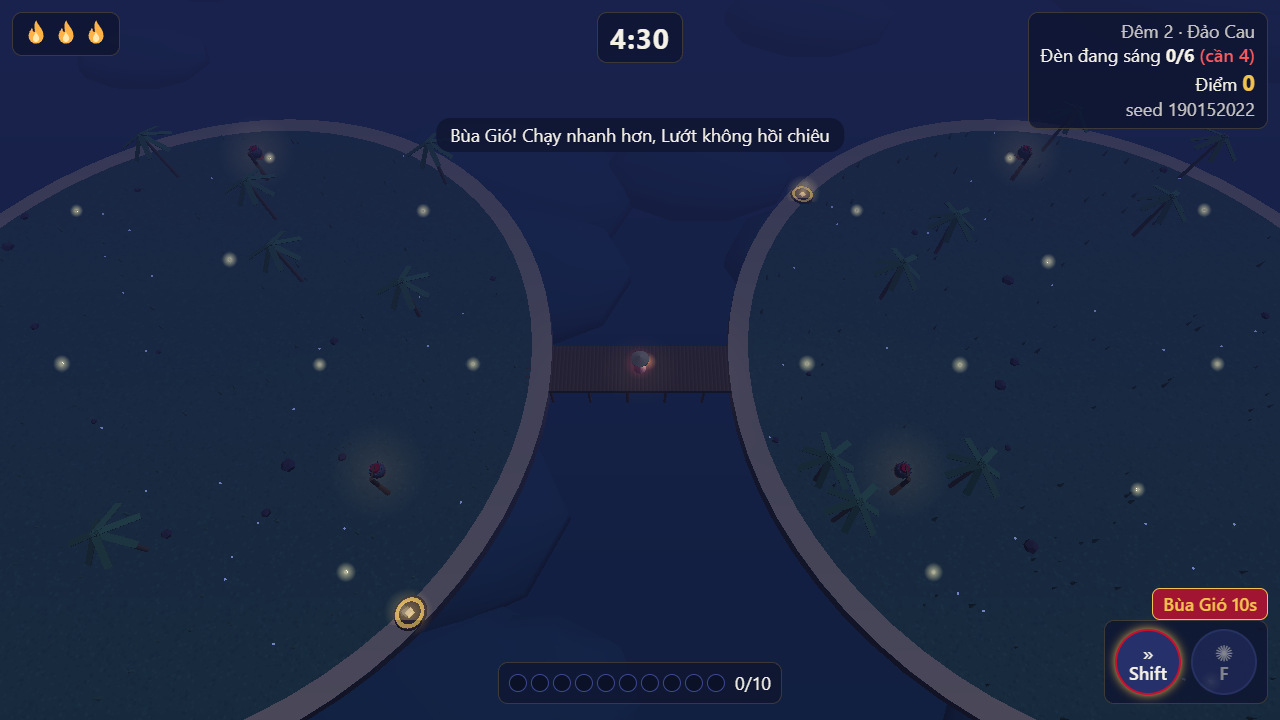 4:30
Đêm 2 · Đảo Cau
Đèn đang sáng 0/6 (cần 4)
Điểm 0
seed 190152022
Bùa Gió! Chạy nhanh hơn, Lướt không hồi chiêu
Bùa Gió 10s
» Shift
F
0/10